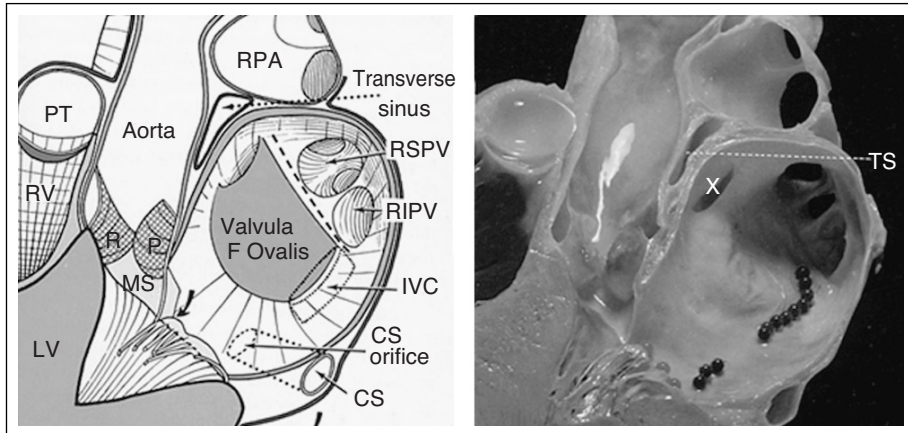 RPA
Transverse
sinus
PT
Aorta
RSPV
RV
Valvula
F Ovalis
RIPV
R
P
MS
IVC
LV
CS
orifice
CS
X
TS